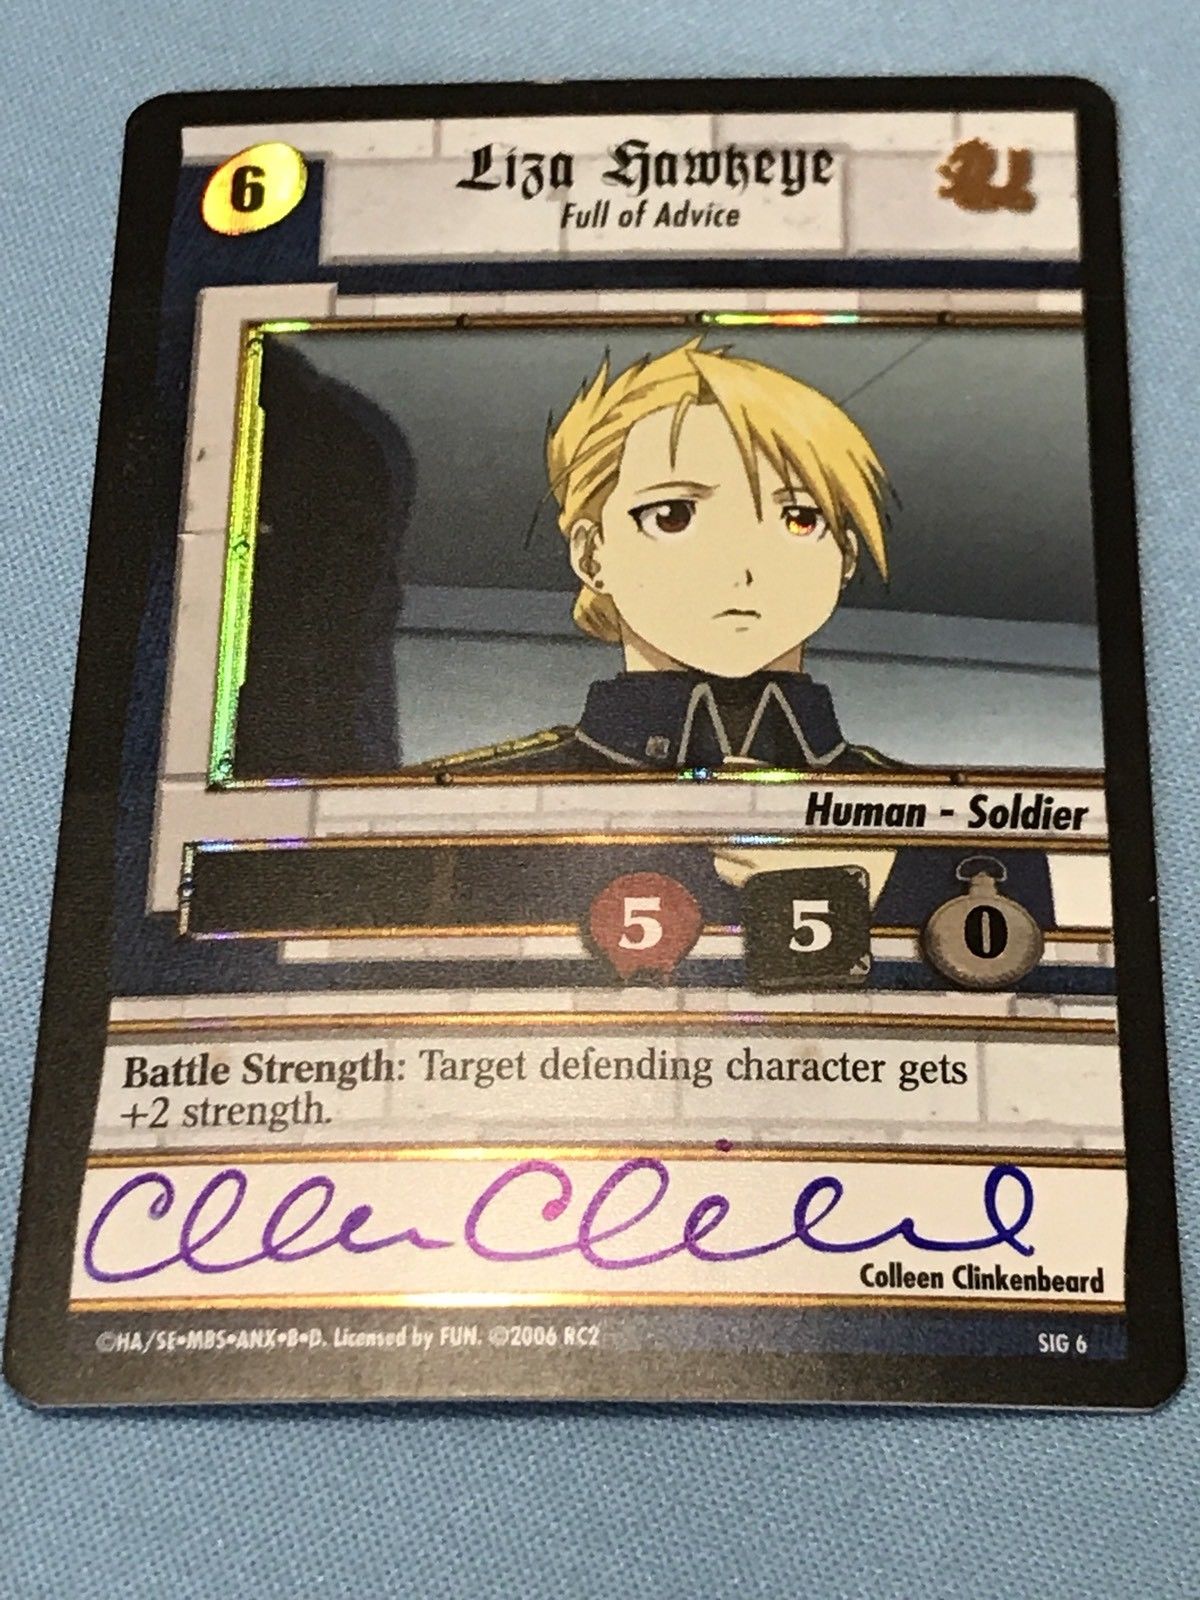 6
Liza Hawkeye
Full of Advice
Human - Soldier
5 5 0
Battle Strength: Target defending character gets
+2 strength.
Colleen Clinkenbeard
©HA/SE•MBS•ANX•B•D. Licensed by FUN. ©2006 RC2
SIG 6